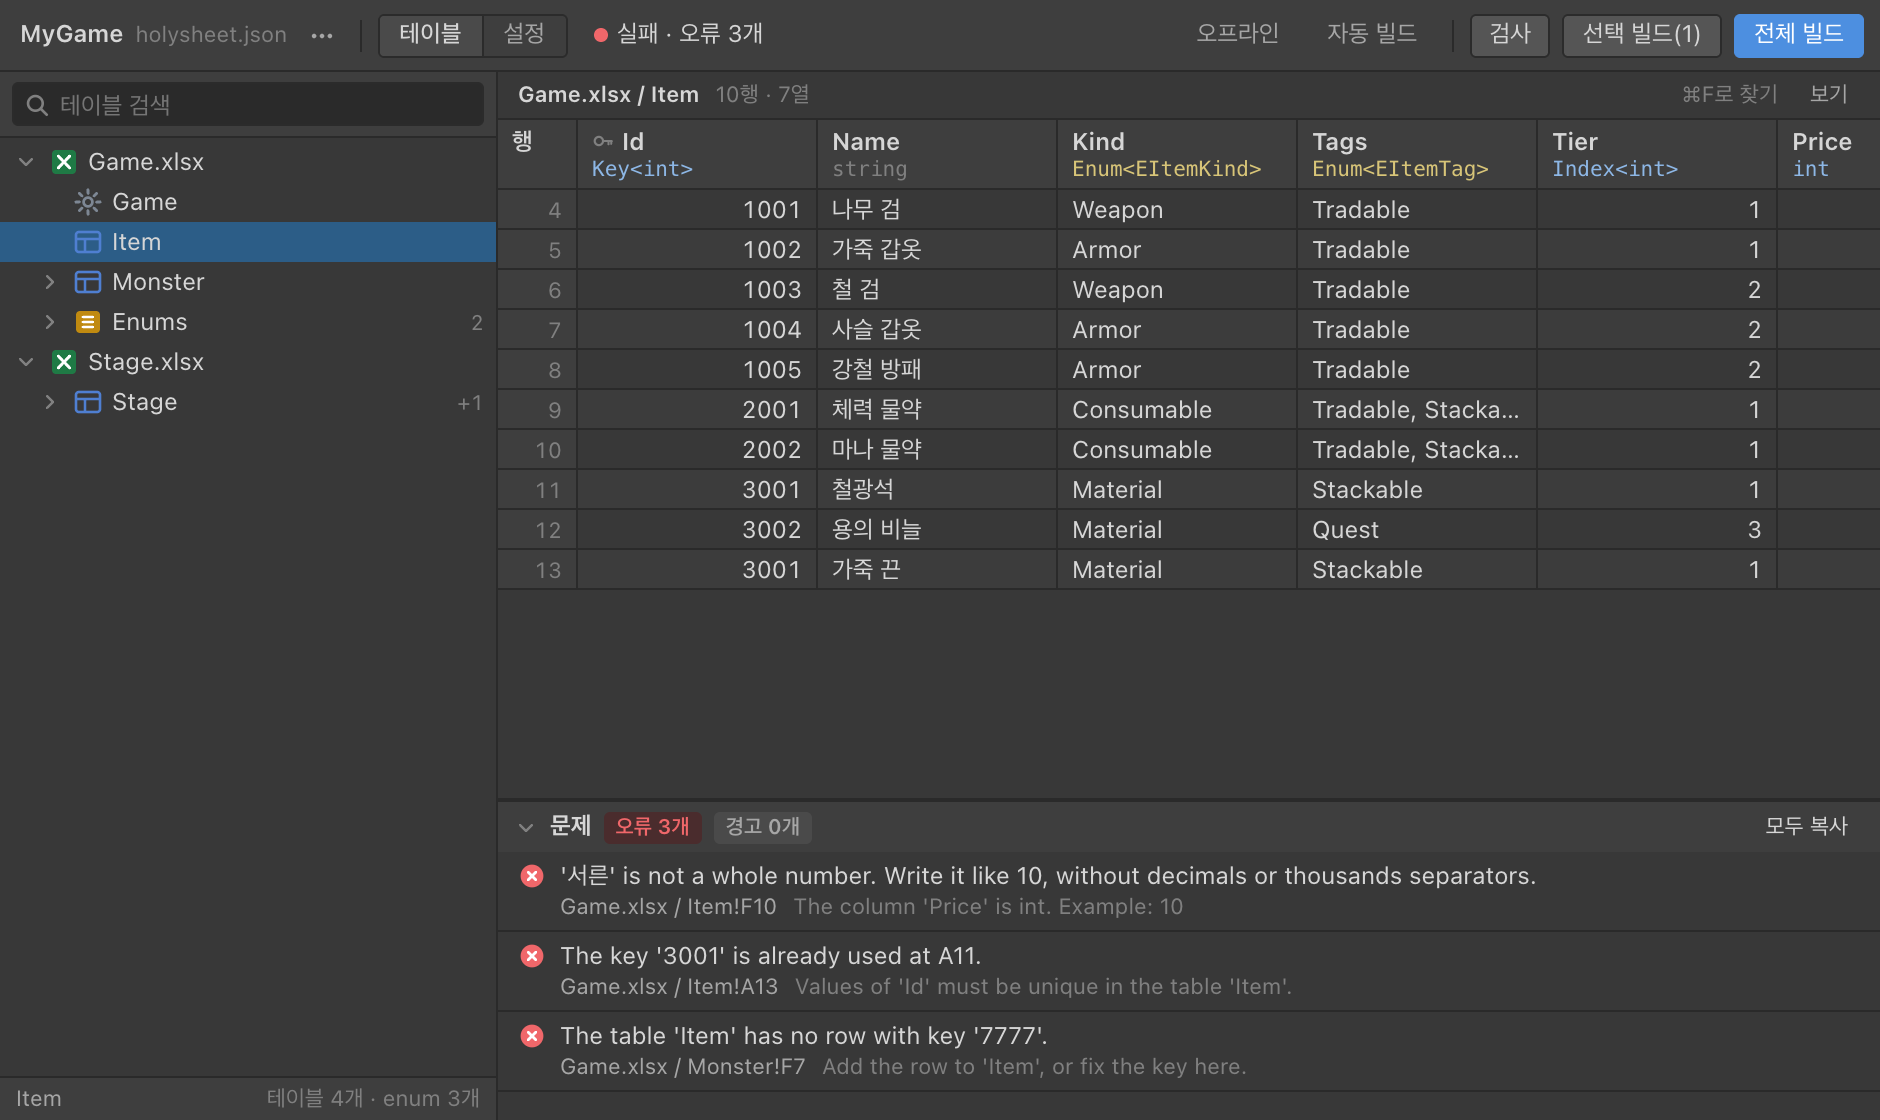 MyGame holysheet.json ••• 테이블 설정 실패 · 오류 3개 오프라인 자동 빌드 검사 선택 빌드(1) 전체 빌드
테이블 검색
Game.xlsx
Game
Item
Monster
Enums 2
Stage.xlsx
Stage +1
Item 테이블 4개 · enum 3개
Game.xlsx / Item 10행 · 7열 ⌘F로 찾기 보기
행 Id Name Kind Tags Tier Price
Key<int> string Enum<EItemKind> Enum<EItemTag> Index<int> int
4 1001 나무 검 Weapon Tradable 1
5 1002 가죽 갑옷 Armor Tradable 1
6 1003 철 검 Weapon Tradable 2
7 1004 사슬 갑옷 Armor Tradable 2
8 1005 강철 방패 Armor Tradable 2
9 2001 체력 물약 Consumable Tradable, Stacka... 1
10 2002 마나 물약 Consumable Tradable, Stacka... 1
11 3001 철광석 Material Stackable 1
12 3002 용의 비늘 Material Quest 3
13 3001 가죽 끈 Material Stackable 1
문제 오류 3개 경고 0개 모두 복사
'서른' is not a whole number. Write it like 10, without decimals or thousands separators.
Game.xlsx / Item!F10 The column 'Price' is int. Example: 10
The key '3001' is already used at A11.
Game.xlsx / Item!A13 Values of 'Id' must be unique in the table 'Item'.
The table 'Item' has no row with key '7777'.
Game.xlsx / Monster!F7 Add the row to 'Item', or fix the key here.